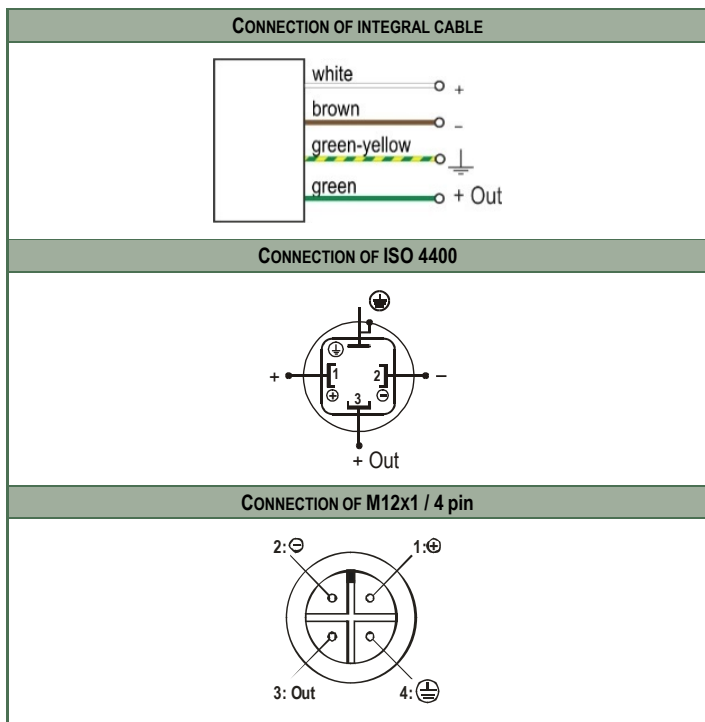 CONNECTION OF INTEGRAL CABLE
white
+
brown
–
green-yellow
green
+ Out
CONNECTION OF ISO 4400
+ 1 2 –
3
+ Out
CONNECTION OF M12X1 / 4 pin
2:⊖ 1:⊕
3: Out 4: